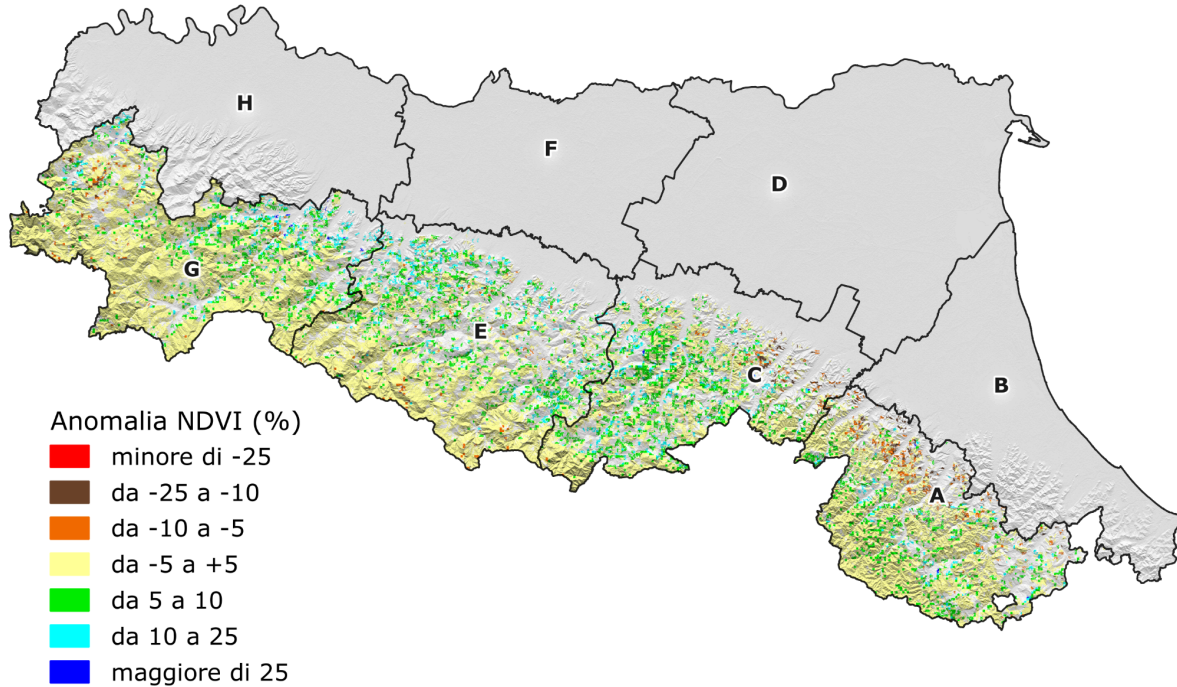 H
F
D
G
E
C
B
A
Anomalia NDVI (%)
minore di -25
da -25 a -10
da -10 a -5
da -5 a +5
da 5 a 10
da 10 a 25
maggiore di 25